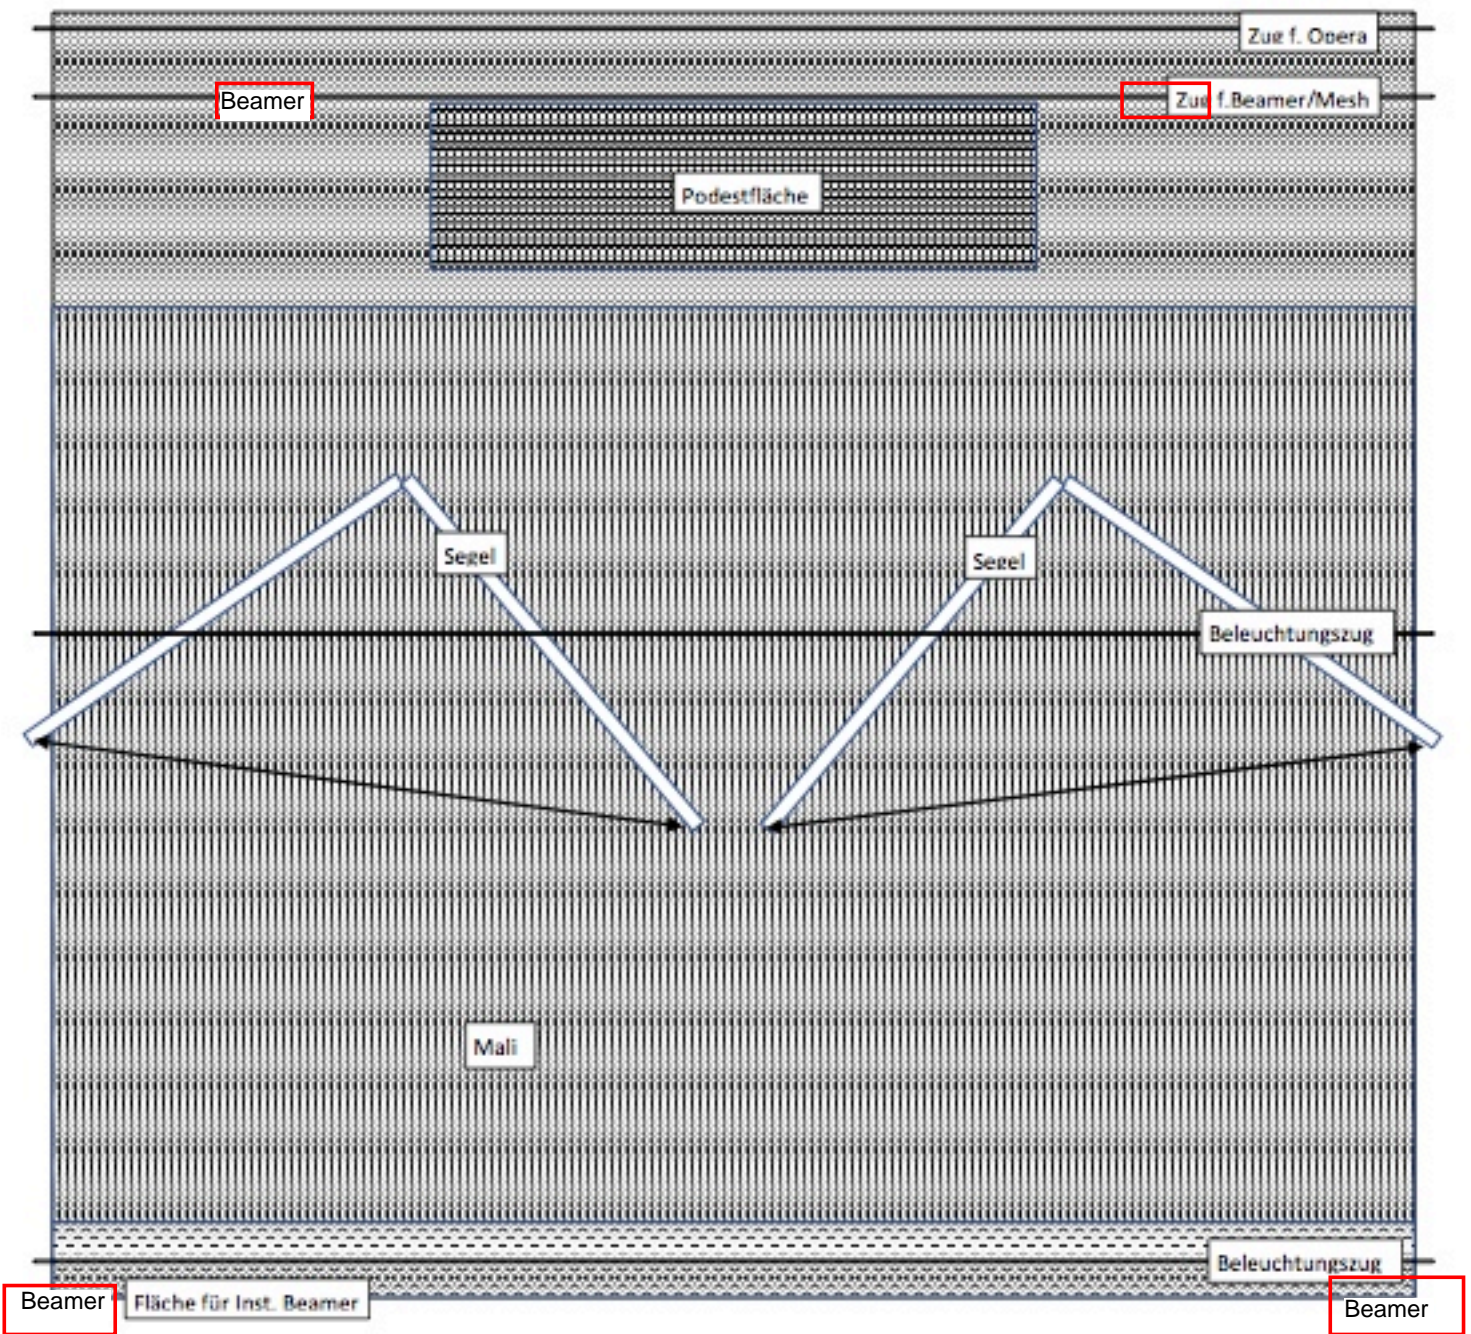 Zug f. Opera
Beamer
Zug f.Beamer/Mesh
Podestfläche
Segel
Segel
Beleuchtungszug
Mali
Beleuchtungszug
Beamer
Fläche für Inst. Beamer
Beamer